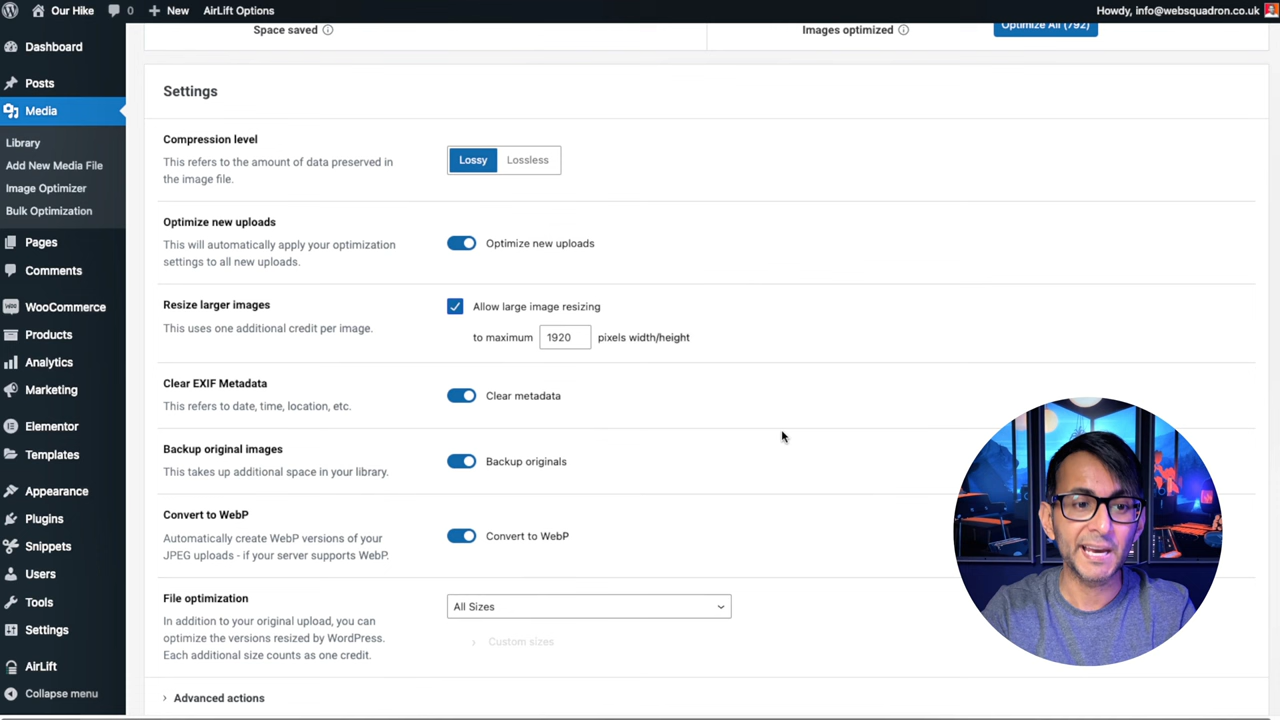 Our Hike
0
New
AirLift Options
Howdy, info@websquadron.co.uk
Dashboard
Posts
Media
Library
Add New Media File
Image Optimizer
Bulk Optimization
Pages
Comments
WooCommerce
Products
Analytics
Marketing
Elementor
Templates
Appearance
Plugins
Snippets
Users
Tools
Settings
AirLift
Collapse menu
Space saved
Images optimized
Optimize All (792)
Settings
Compression level
This refers to the amount of data preserved in
the image file.
Lossy
Lossless
Optimize new uploads
This will automatically apply your optimization
settings to all new uploads.
Optimize new uploads
Resize larger images
This uses one additional credit per image.
Allow large image resizing
to maximum 1920 pixels width/height
Clear EXIF Metadata
This refers to date, time, location, etc.
Clear metadata
Backup original images
This takes up additional space in your library.
Backup originals
Convert to WebP
Automatically create WebP versions of your
JPEG uploads - if your server supports WebP.
Convert to WebP
File optimization
In addition to your original upload, you can
optimize the versions resized by WordPress.
Each additional size counts as one credit.
All Sizes
Custom sizes
Advanced actions